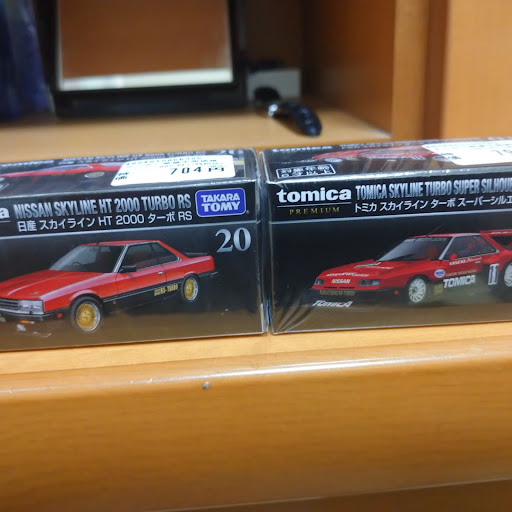 704円
NISSAN SKYLINE HT 2000 TURBO RS
日産 スカイライン HT 2000 ターボ RS
TAKARA
TOMY
20
tomica
PREMIUM
TOMICA SKYLINE TURBO SUPER SILHOU
トミカ スカイライン ターボ スーパーシルエ
NISSAN
TOMICA
11
TOMICA